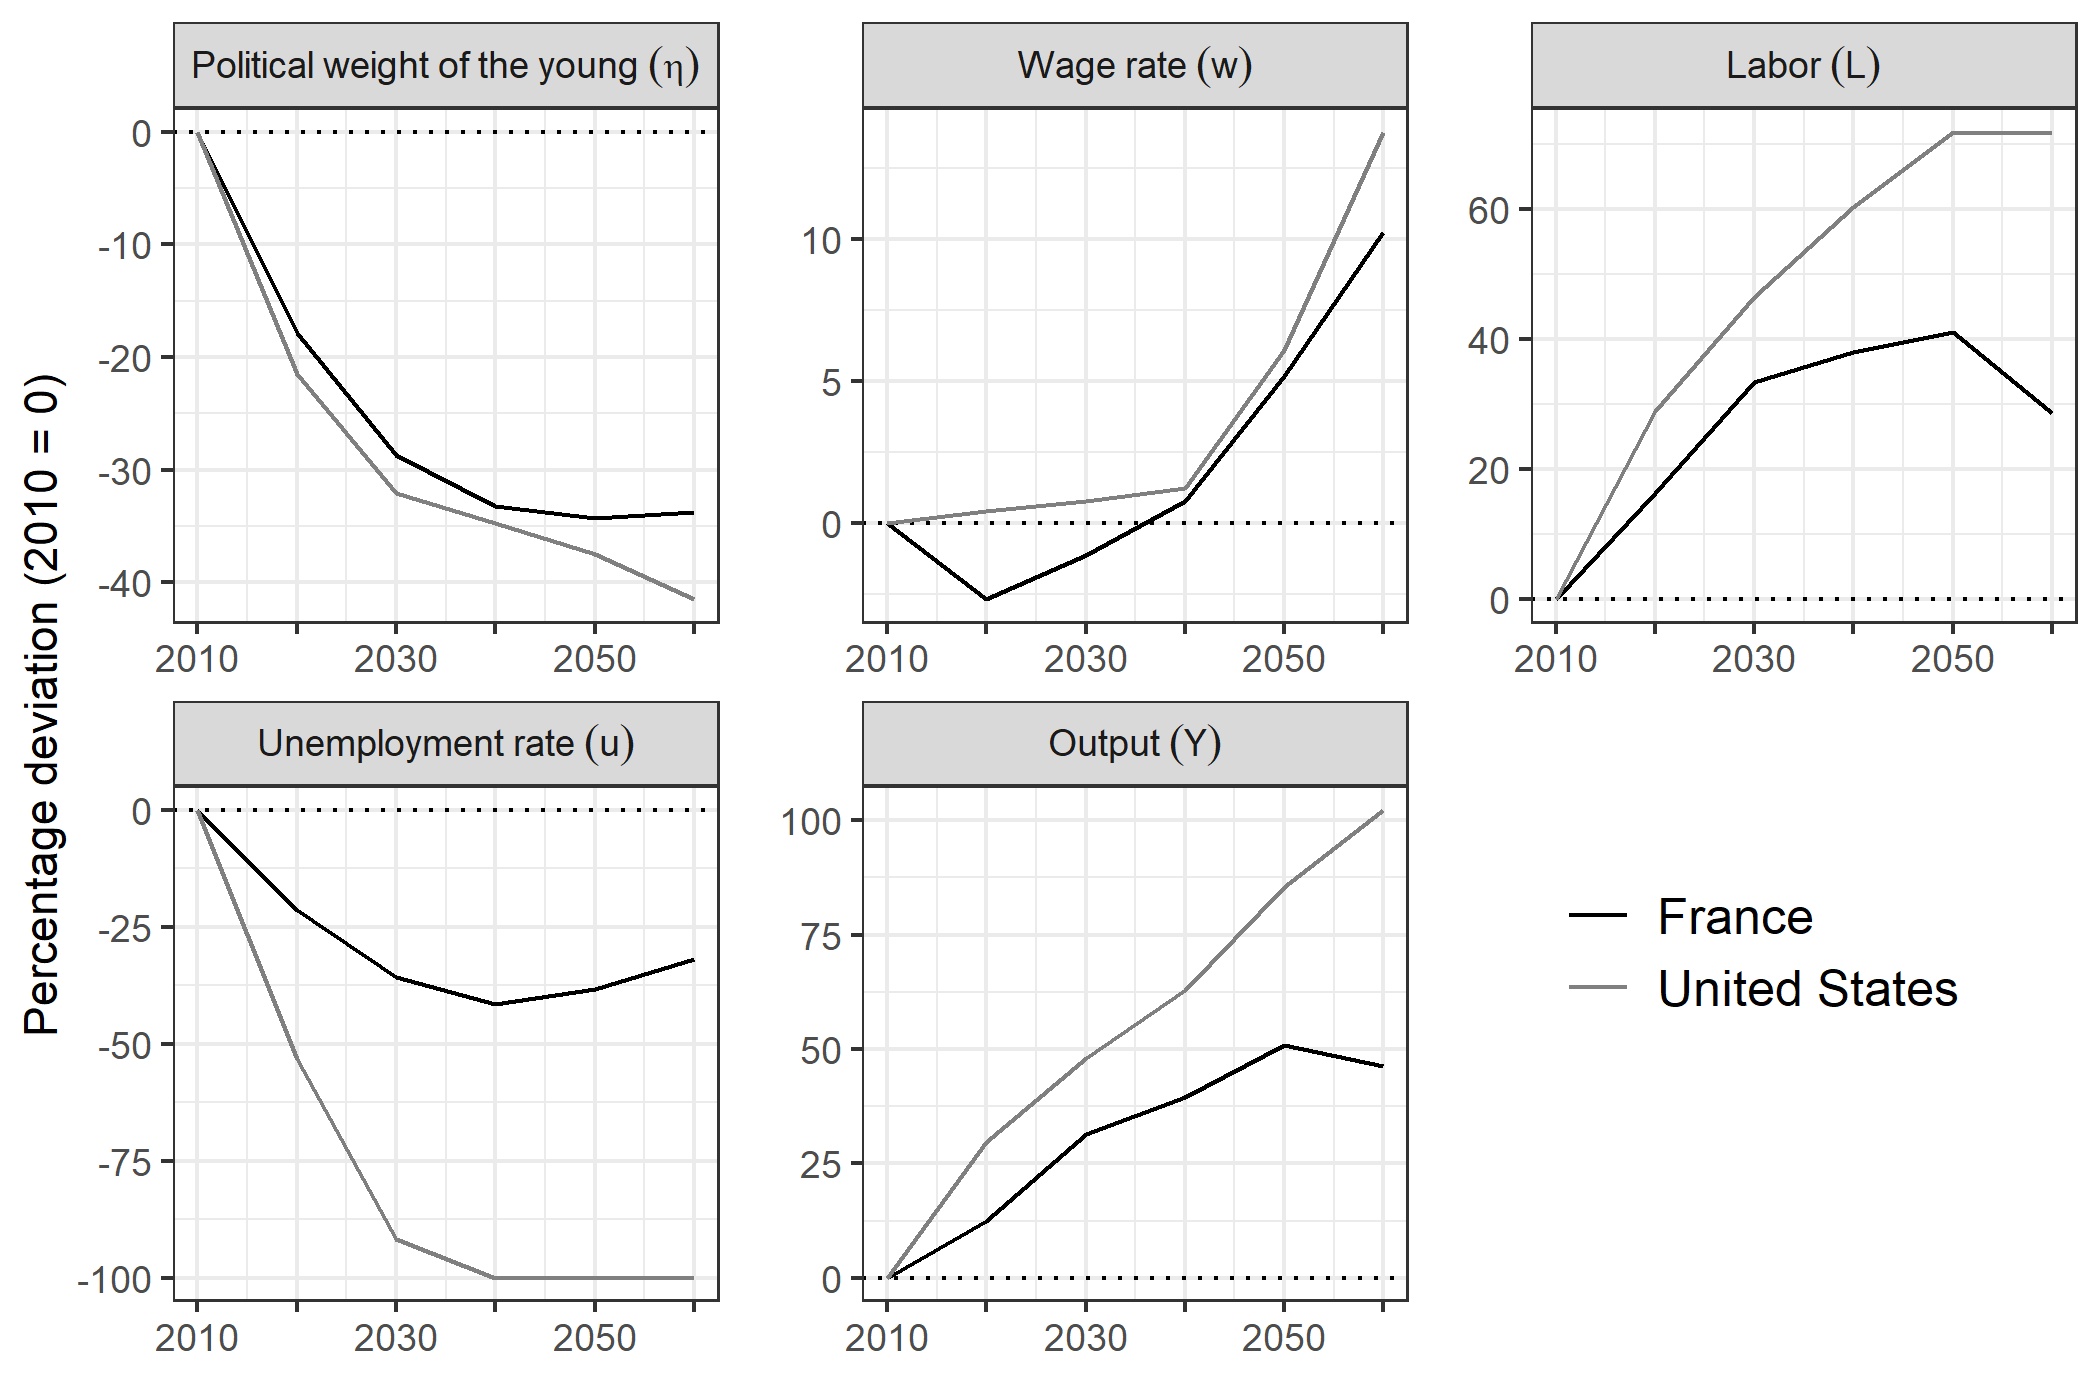 Percentage deviation (2010 = 0)
Political weight of the young (η)
0
-10
-20
-30
-40
2010 2030 2050
Wage rate (w)
10
5
0
2010 2030 2050
Labor (L)
60
40
20
0
2010 2030 2050
Unemployment rate (u)
0
-25
-50
-75
-100
2010 2030 2050
Output (Y)
100
75
50
25
0
2010 2030 2050
France
United States